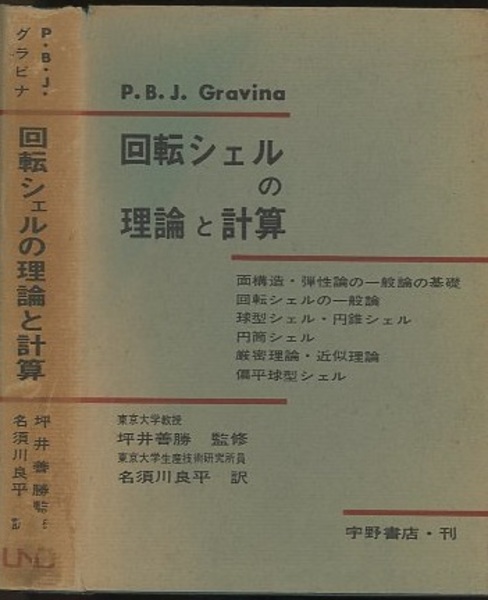 P・B・J・
グラビナ
回転シェルの理論と計算
坪井善勝 監修
名須川良平 訳
UNO
P. B. J. Gravina
回転シェル
の
理論と計算
面構造・弾性論の一般論の基礎
回転シェルの一般論
球型シェル・円錐シェル
円筒シェル
厳密理論・近似理論
偏平球型シェル
東京大学教授
坪井善勝 監修
東京大学生産技術研究所員
名須川良平 訳
宇野書店・刊